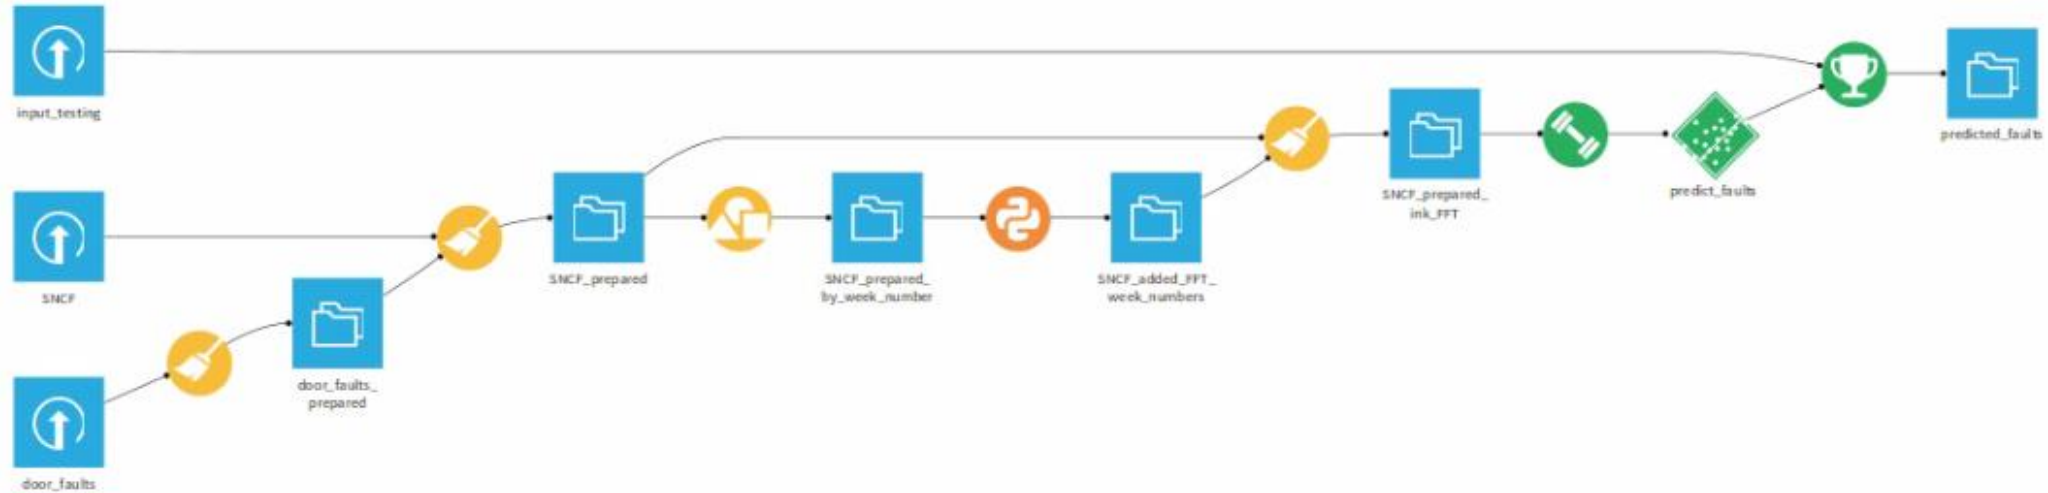 input_testing
predicted_faults
SNCF_prepared_
ink_FFT
predict_faults
SNCF
SNCF_prepared
SNCF_prepared_
by_week_number
SNCF_added_FFT_
week_numbers
door_faults_
prepared
door_faults